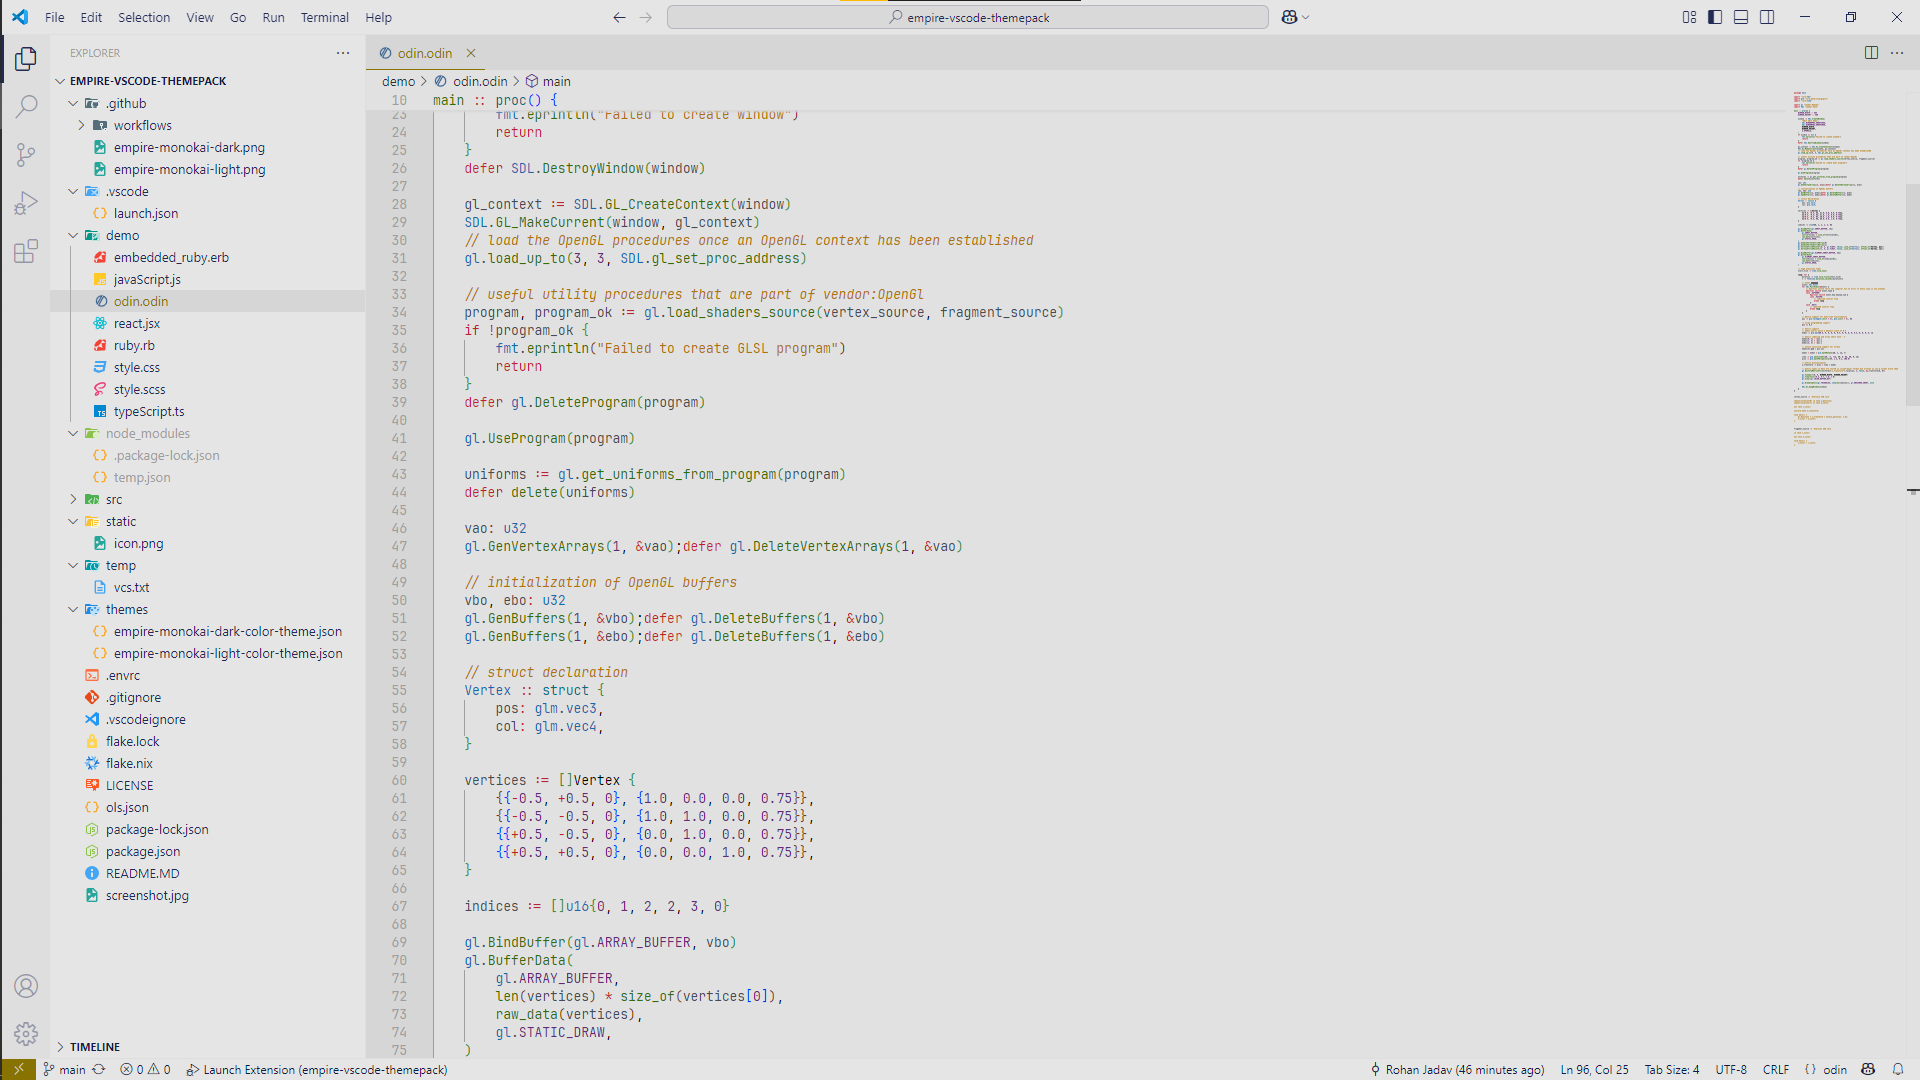 File Edit Selection View Go Run Terminal Help
empire-vscode-themepack
EXPLORER
EMPIRE-VSCODE-THEMEPACK
.github
workflows
empire-monokai-dark.png
empire-monokai-light.png
.vscode
launch.json
demo
embedded_ruby.erb
javaScript.js
odin.odin
react.jsx
ruby.rb
style.css
style.scss
typeScript.ts
node_modules
.package-lock.json
temp.json
src
static
icon.png
temp
vcs.txt
themes
empire-monokai-dark-color-theme.json
empire-monokai-light-color-theme.json
.envrc
.gitignore
.vscodeignore
flake.lock
flake.nix
LICENSE
ols.json
package-lock.json
package.json
README.MD
screenshot.jpg
TIMELINE
odin.odin
demo > odin.odin > main
10 main :: proc() {
23 fmt.eprintln("Failed to create window")
24 return
25 }
26 defer SDL.DestroyWindow(window)
27
28 gl_context := SDL.GL_CreateContext(window)
29 SDL.GL_MakeCurrent(window, gl_context)
30 // load the OpenGL procedures once an OpenGL context has been established
31 gl.load_up_to(3, 3, SDL.gl_set_proc_address)
32
33 // useful utility procedures that are part of vendor:OpenGl
34 program, program_ok := gl.load_shaders_source(vertex_source, fragment_source)
35 if !program_ok {
36 fmt.eprintln("Failed to create GLSL program")
37 return
38 }
39 defer gl.DeleteProgram(program)
40
41 gl.UseProgram(program)
42
43 uniforms := gl.get_uniforms_from_program(program)
44 defer delete(uniforms)
45
46 vao: u32
47 gl.GenVertexArrays(1, &vao);defer gl.DeleteVertexArrays(1, &vao)
48
49 // initialization of OpenGL buffers
50 vbo, ebo: u32
51 gl.GenBuffers(1, &vbo);defer gl.DeleteBuffers(1, &vbo)
52 gl.GenBuffers(1, &ebo);defer gl.DeleteBuffers(1, &ebo)
53
54 // struct declaration
55 Vertex :: struct {
56 pos: glm.vec3,
57 col: glm.vec4,
58 }
59
60 vertices := []Vertex {
61 {{-0.5, +0.5, 0}, {1.0, 0.0, 0.0, 0.75}},
62 {{-0.5, -0.5, 0}, {1.0, 1.0, 0.0, 0.75}},
63 {{+0.5, -0.5, 0}, {0.0, 1.0, 0.0, 0.75}},
64 {{+0.5, +0.5, 0}, {0.0, 0.0, 1.0, 0.75}},
65 }
66
67 indices := []u16{0, 1, 2, 2, 3, 0}
68
69 gl.BindBuffer(gl.ARRAY_BUFFER, vbo)
70 gl.BufferData(
71 gl.ARRAY_BUFFER,
72 len(vertices) * size_of(vertices[0]),
73 raw_data(vertices),
74 gl.STATIC_DRAW,
75 )
main 0 0 Launch Extension (empire-vscode-themepack) Rohan Jadav (46 minutes ago) Ln 96, Col 25 Tab Size: 4 UTF-8 CRLF {} odin